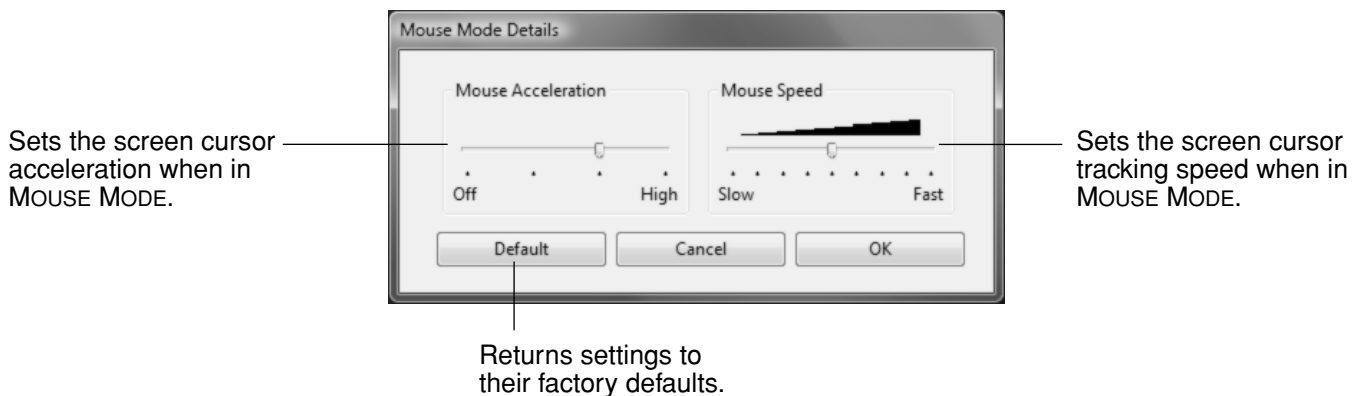 Mouse Mode Details
Mouse Acceleration
Off
High
Mouse Speed
Slow
Fast
Default
Cancel
OK
Sets the screen cursor
acceleration when in
MOUSE MODE.
Sets the screen cursor
tracking speed when in
MOUSE MODE.
Returns settings to
their factory defaults.